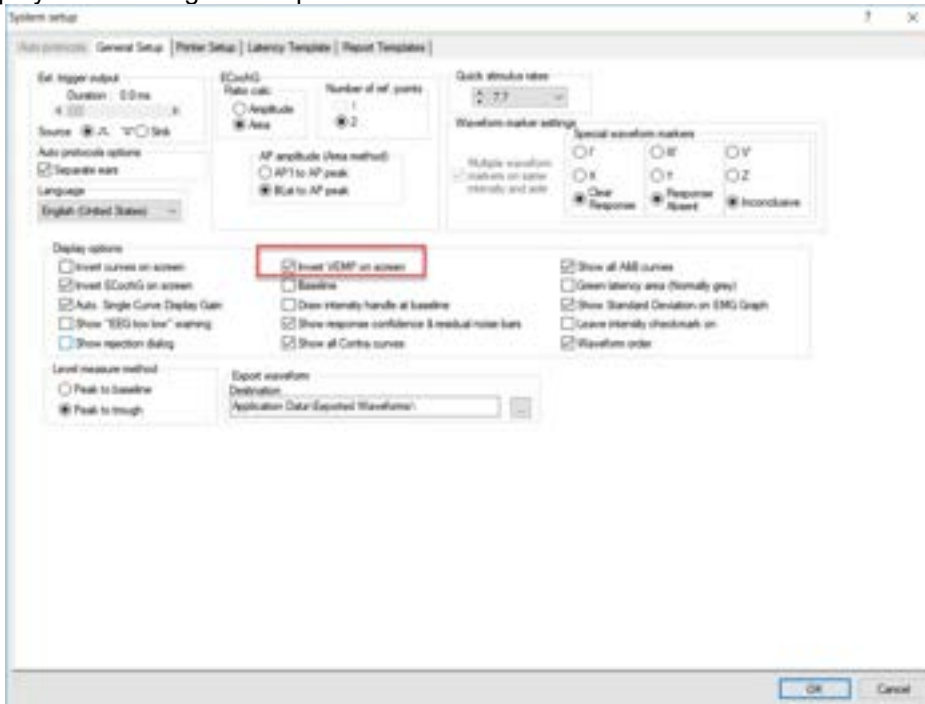 System setup
General Setup Printer Setup Latency Template Report Templates
Ext. trigger output
Duration : 0.0 ms
Source
Sink
ECochG
Ratio calc.
Amplitude
Area
Number of ref. points
1
2
AP amplitude (Area method)
AP1 to AP peak
BLst to AP peak
Quick stimulus rates
7.7
Waveform marker settings
Multiple waveform
markers on same
intensity and side
Special waveform markers
X
Y
Z
Clear
Response
Response
Absent
Inconclusive
Auto protocols options
Separate ears
Language
English (United States)
Display options
Invert curves on screen
Invert ECochG on screen
Auto. Single Curve Display Gain
Show "EEG too low" warning
Show rejection dialog
Invert VEMP on screen
Baseline
Draw intensity handle at baseline
Show response confidence & residual noise bars
Show all Contra curves
Show all A&B curves
Green latency area (Normally grey)
Show Standard Deviation on EMG Graph
Leave intensity checkmark on
Waveform order
Level measure method
Peak to baseline
Peak to trough
Export waveform
Destination
Application Data\Exported Waveforms\
...
OK
Cancel